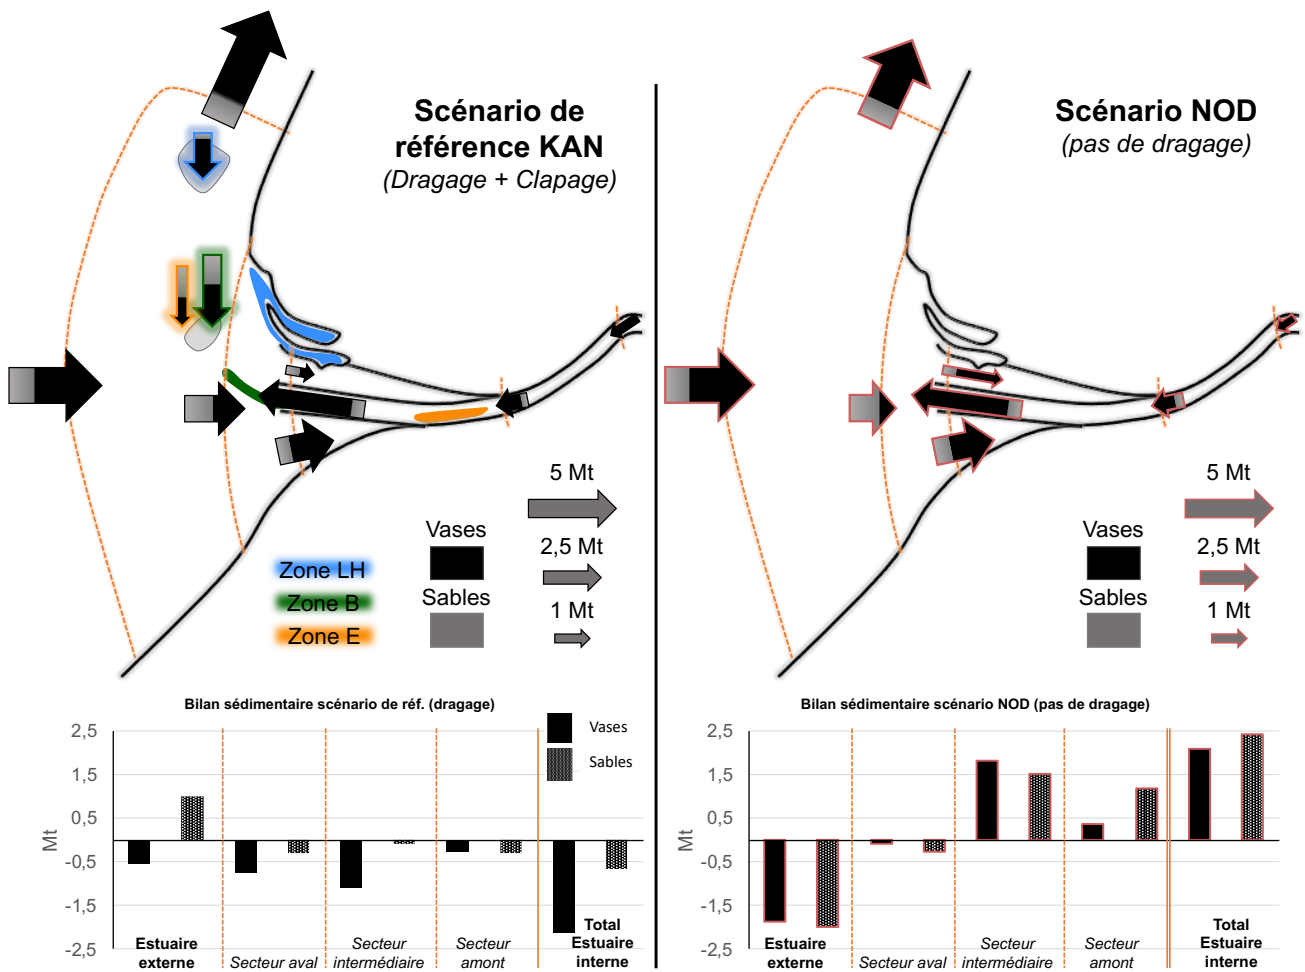 Scénario de
référence KAN
(Dragage + Clapage)
5 Mt
Vases
2,5 Mt
Zone LH
Sables
Zone B
1 Mt
Zone E
Scénario NOD
(pas de dragage)
5 Mt
Vases
2,5 Mt
Sables
1 Mt
Bilan sédimentaire scénario de réf. (dragage)
Vases
Sables
2,5
1,5
0,5
-0,5
-1,5
-2,5
Mt
Estuaire
externe
Secteur aval
Secteur
intermédiaire
Secteur
amont
Total
Estuaire
interne
Bilan sédimentaire scénario NOD (pas de dragage)
2,5
1,5
0,5
-0,5
-1,5
-2,5
Mt
Estuaire
externe
Secteur aval
Secteur
intermédiaire
Secteur
amont
Total
Estuaire
interne